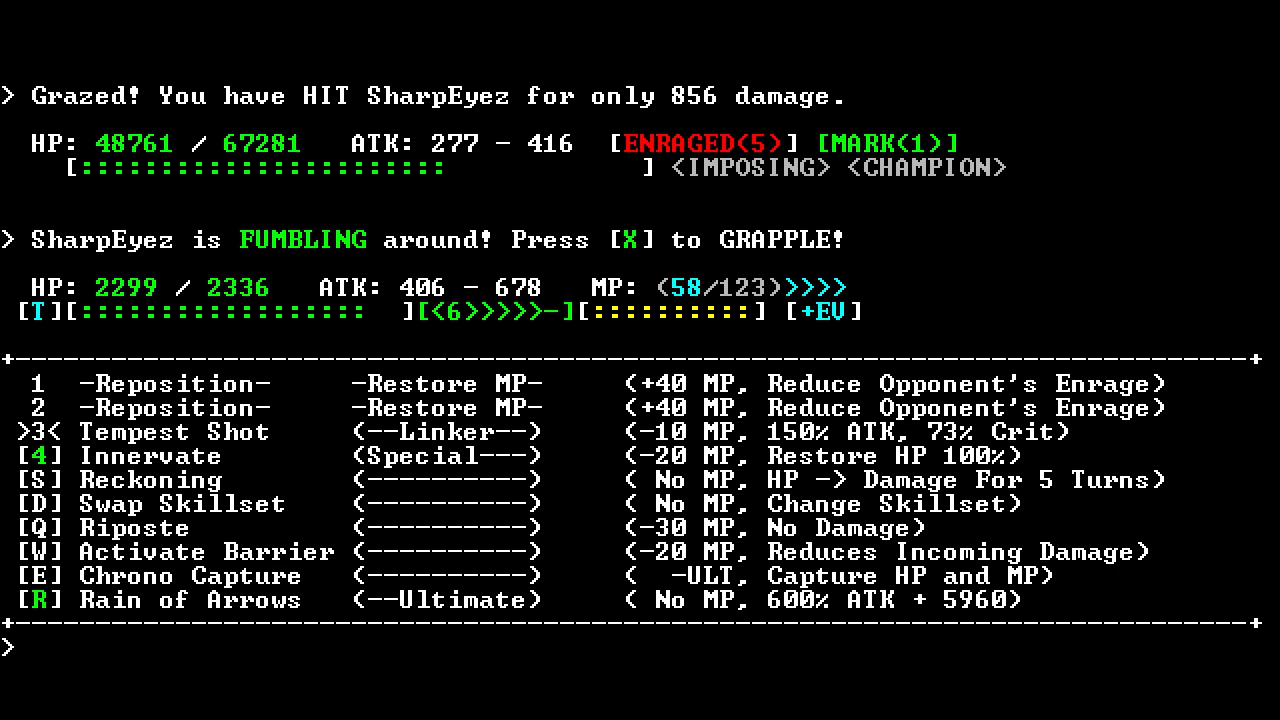 > Grazed! You have HIT SharpEyez for only 856 damage.
HP: 48761 / 67281   ATK: 277 - 416  [ENRAGED(5)] [MARK(1)]
[:::::::::::::::::::::::            ] <IMPOSING> <CHAMPION>
> SharpEyez is FUMBLING around! Press [X] to GRAPPLE!
HP: 2299 / 2336   ATK: 406 - 678   MP: (58/123)>>>>
[T][::::::::::::::::::  ][<6>>>>>-][::::::::::] [+EV]
+-----------------------------------------------------------------------------+
1  -Reposition-     -Restore MP-     (+40 MP, Reduce Opponent's Enrage)
2  -Reposition-     -Restore MP-     (+40 MP, Reduce Opponent's Enrage)
>3< Tempest Shot     (--Linker--)     (-10 MP, 150% ATK, 73% Crit)
[4] Innervate        (Special---)     (-20 MP, Restore HP 100%)
[S] Reckoning        (----------)     ( No MP, HP -> Damage For 5 Turns)
[D] Swap Skillset    (----------)     ( No MP, Change Skillset)
[Q] Riposte          (----------)     (-30 MP, No Damage)
[W] Activate Barrier (----------)     (-20 MP, Reduces Incoming Damage)
[E] Chrono Capture   (----------)     (  -ULT, Capture HP and MP)
[R] Rain of Arrows   (--Ultimate)     ( No MP, 600% ATK + 5960)
+-----------------------------------------------------------------------------+
>